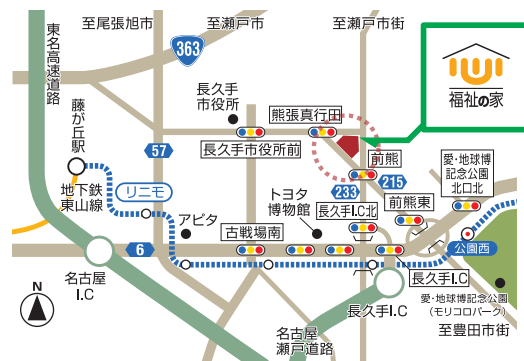 至尾張旭市
至瀬戸市
至瀬戸市街
東名高速道路
363
福祉の家
長久手
市役所
熊張真行田
藤が丘駅
57
長久手市役所前
前熊
愛・地球博
記念公園
北口北
地下鉄
東山線
リニモ
233
215
トヨタ
博物館
前熊東
長久手I.C北
アピタ
古戦場南
6
公園西
名古屋
I.C
長久手I.C
N
長久手I.C
愛・地球博記念公園
(モリコロパーク)
名古屋
瀬戸道路
至豊田市街